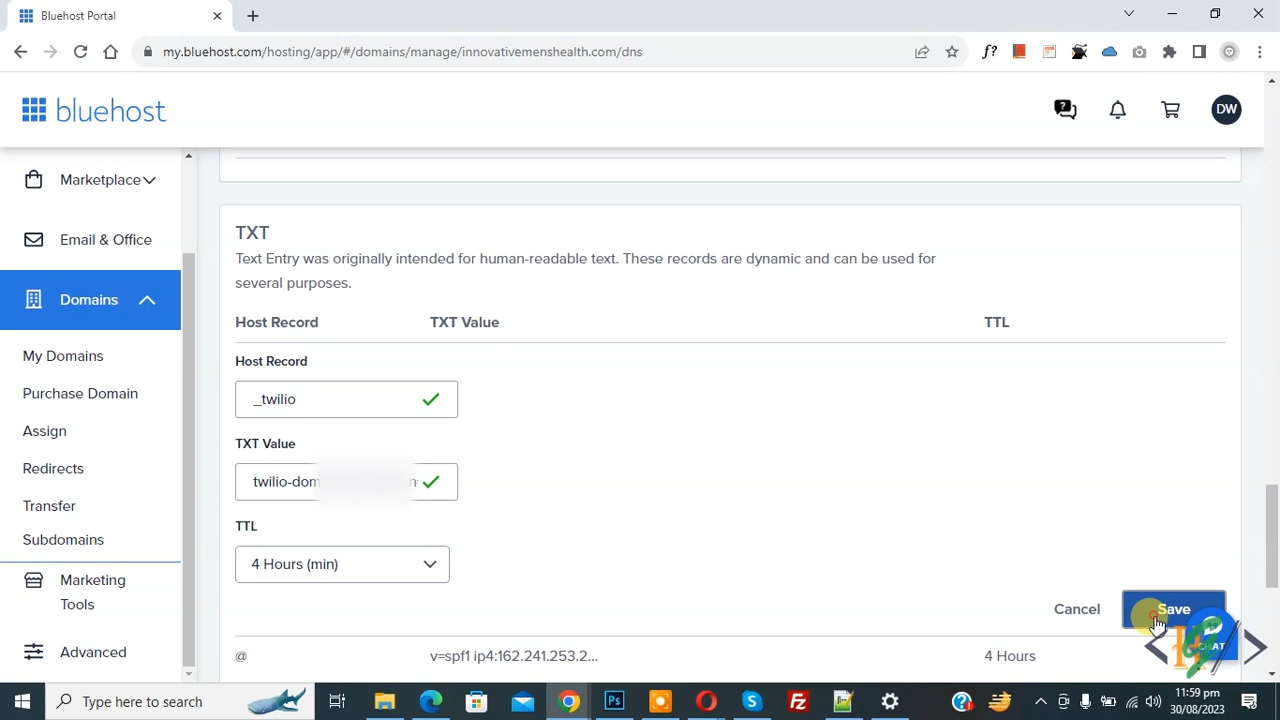 Bluehost Portal
my.bluehost.com/hosting/app/#/domains/manage/innovativemenshealth.com/dns
f?
bluehost
DW
Marketplace
Email & Office
Domains
My Domains
Purchase Domain
Assign
Redirects
Transfer
Subdomains
Marketing
Tools
Advanced
TXT
Text Entry was originally intended for human-readable text. These records are dynamic and can be used for
several purposes.
Host Record TXT Value TTL
Host Record
_twilio
TXT Value
twilio-dom
TTL
4 Hours (min)
Cancel Save
CHAT
@ v=spf1 ip4:162.241.253.2... 4 Hours
Type here to search
Ps
11:59 pm
30/08/2023